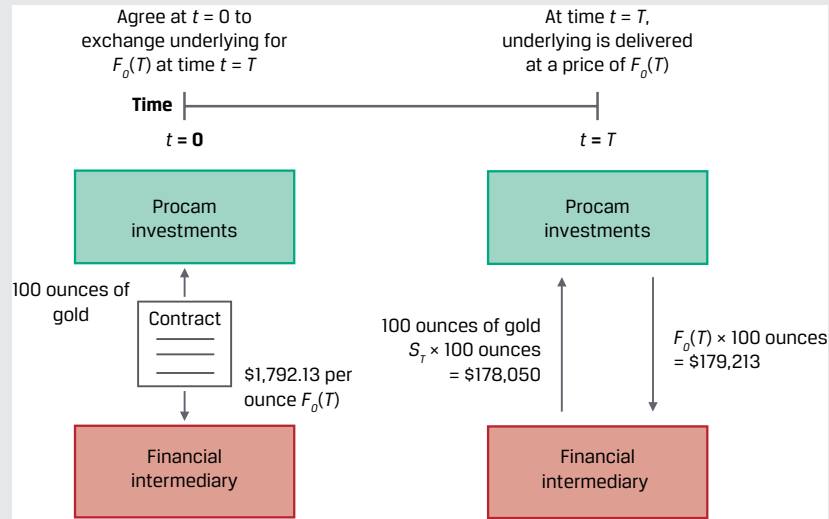 Agree at t = 0 to
exchange underlying for
F₀(T) at time t = T
At time t = T,
underlying is delivered
at a price of F₀(T)
Time
t = 0
t = T
Procam
investments
Procam
investments
100 ounces of
gold
Contract
$1,792.13 per
ounce F₀(T)
100 ounces of gold
Sᴛ × 100 ounces
= $178,050
F₀(T) × 100 ounces
= $179,213
Financial
intermediary
Financial
intermediary